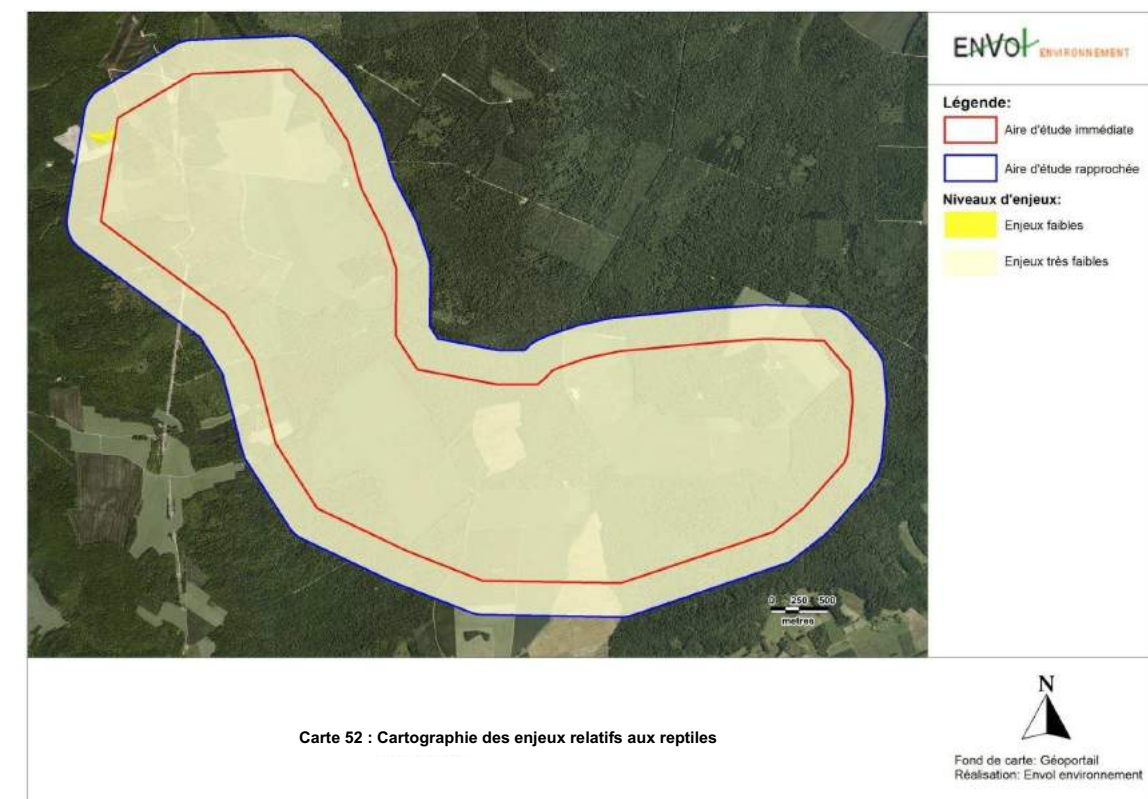 ENVOL ENVIRONNEMENT
Légende:
Aire d'étude immédiate
Aire d'étude rapprochée
Niveaux d'enjeux:
Enjeux faibles
Enjeux très faibles
0 250 500
metres
N
Carte 52 : Cartographie des enjeux relatifs aux reptiles
Fond de carte: Géoportail
Réalisation: Envol environnement